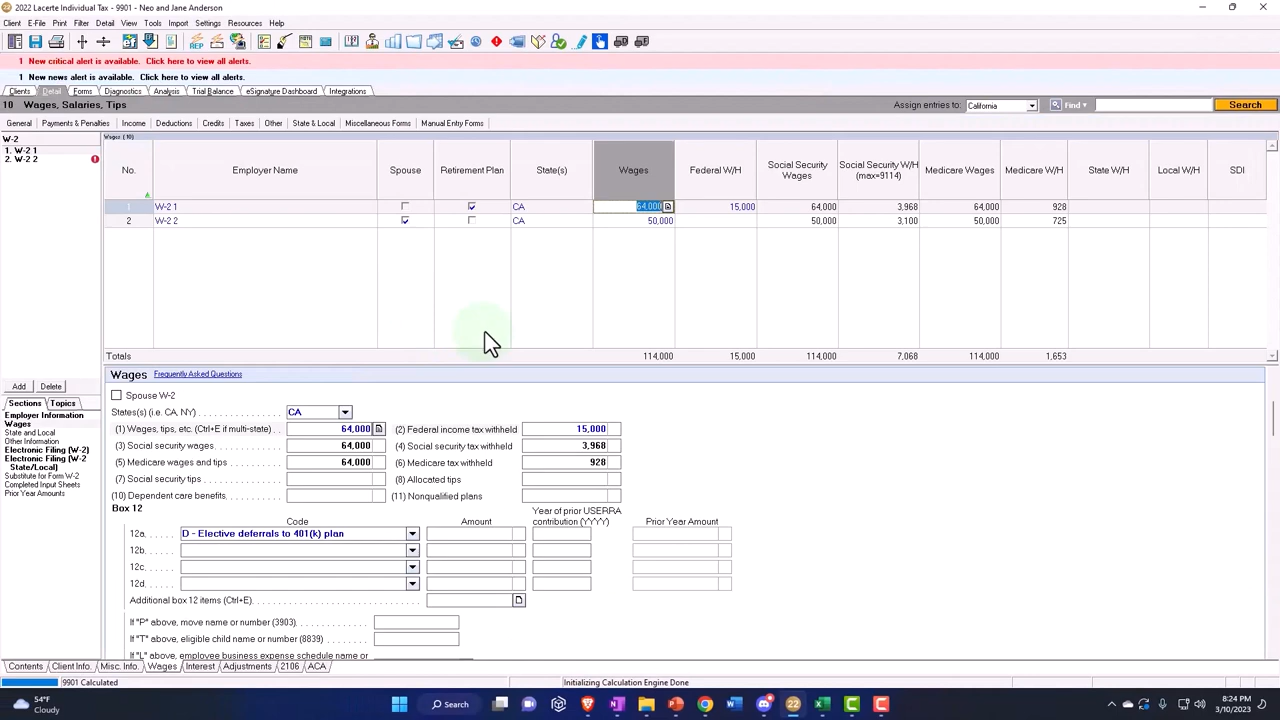 2022 Lacerte Individual Tax - 9901 - Neo and Jane Anderson
Client E-File Print Filter Detail View Tools Import Settings Resources Help
1 New critical alert is available. Click here to view all alerts.
1 New news alert is available. Click here to view all alerts.
Clients Detail Forms Diagnostics Analysis Trial Balance eSignature Dashboard Integrations
10 Wages, Salaries, Tips Assign entries to: California Find Search
General Payments & Penalties Income Deductions Credits Taxes Other State & Local Miscellaneous Forms Manual Entry Forms
W-2
1. W-2 1
2. W-2 2
Wages (10)
No. Employer Name Spouse Retirement Plan State(s) Wages Federal W/H Social Security Wages Social Security W/H (max=9114) Medicare Wages Medicare W/H State W/H Local W/H SDI
1 W-2 1 CA 64,000 15,000 64,000 3,968 64,000 928
2 W-2 2 CA 50,000 50,000 3,100 50,000 725
Totals 114,000 15,000 114,000 7,068 114,000 1,653
Add Delete
Sections Topics
Employer Information
Wages
State and Local
Other Information
Electronic Filing (W-2)
Electronic Filing (W-2 State/Local)
Substitute for Form W-2
Completed Input Sheets
Prior Year Amounts
Wages Frequently Asked Questions
Spouse W-2
States(s) (i.e. CA, NY) CA
(1) Wages, tips, etc. (Ctrl+E if multi-state) 64,000 (2) Federal income tax withheld 15,000
(3) Social security wages 64,000 (4) Social security tax withheld 3,968
(5) Medicare wages and tips 64,000 (6) Medicare tax withheld 928
(7) Social security tips (8) Allocated tips
(10) Dependent care benefits (11) Nonqualified plans
Box 12
Code Amount Year of prior USERRA contribution (YYYY) Prior Year Amount
12a D - Elective deferrals to 401(k) plan
12b
12c
12d
Additional box 12 items (Ctrl+E)
If "P" above, move name or number (3903)
If "T" above, eligible child name or number (8839)
If "L" above, employee business expense schedule name or
Contents Client Info. Misc. Info. Wages Interest Adjustments 2106 ACA
9901 Calculated Initializing Calculation Engine Done
54°F
Cloudy
Search
8:24 PM
3/10/2023